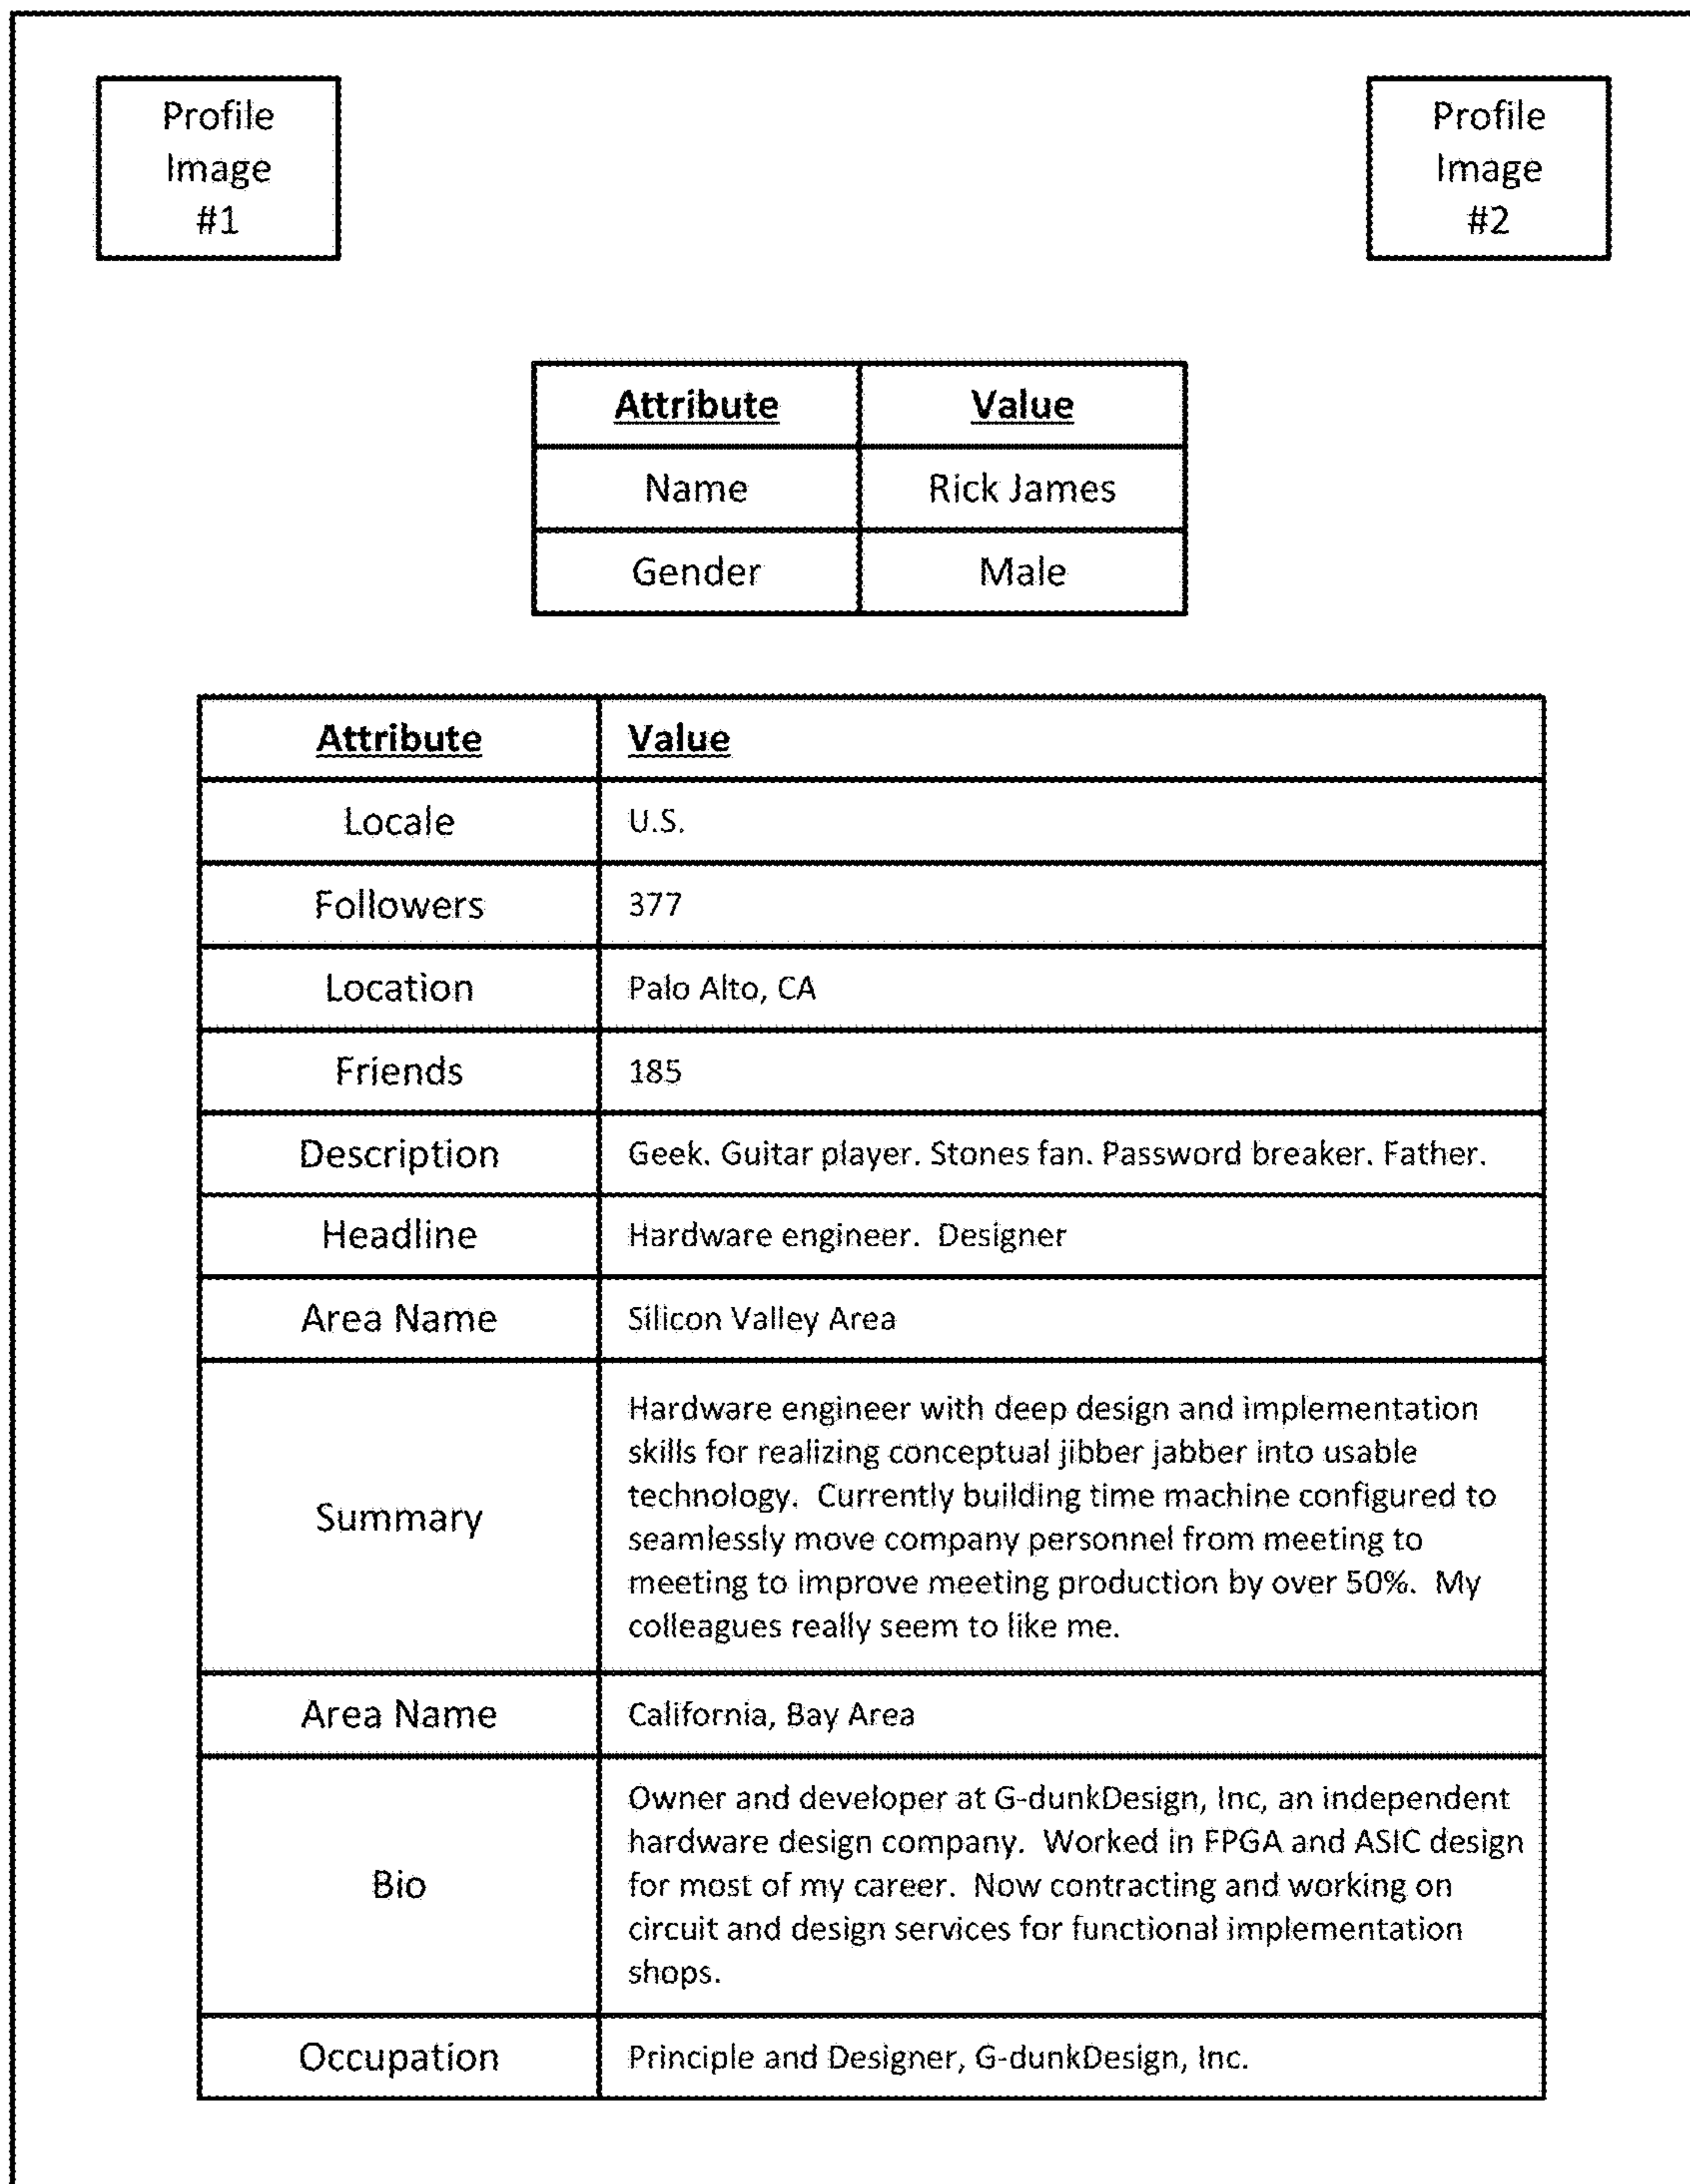 Profile
Image
#1
Profile
Image
#2
Attribute Value
Name Rick James
Gender Male
Attribute Value
Locale U.S.
Followers 377
Location Palo Alto, CA
Friends 185
Description Geek. Guitar player. Stones fan. Password breaker. Father.
Headline Hardware engineer.  Designer
Area Name Silicon Valley Area
Summary
Hardware engineer with deep design and implementation
skills for realizing conceptual jibber jabber into usable
technology.  Currently building time machine configured to
seamlessly move company personnel from meeting to
meeting to improve meeting production by over 50%.  My
colleagues really seem to like me.
Area Name California, Bay Area
Bio
Owner and developer at G-dunkDesign, Inc, an independent
hardware design company.  Worked in FPGA and ASIC design
for most of my career.  Now contracting and working on
circuit and design services for functional implementation
shops.
Occupation Principle and Designer, G-dunkDesign, Inc.